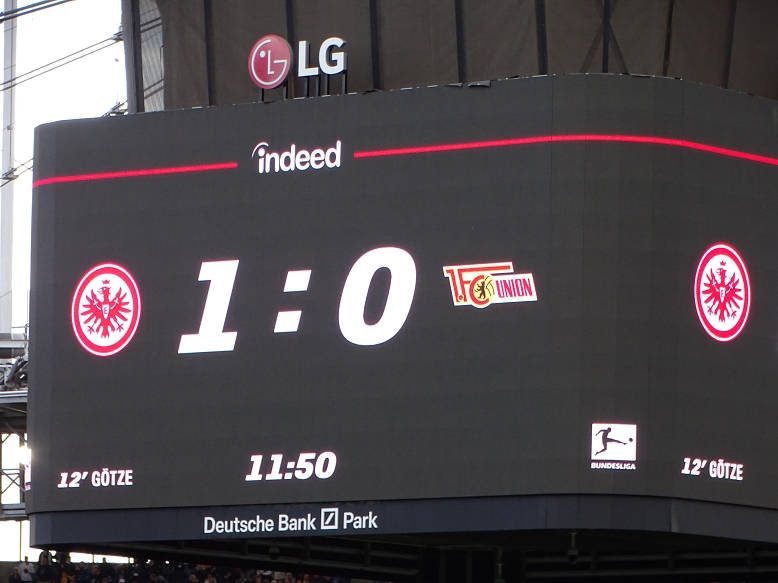 LG
indeed
1:0
1.FC UNION
12' GÖTZE
11:50
BUNDESLIGA
12' GÖTZE
Deutsche Bank Park